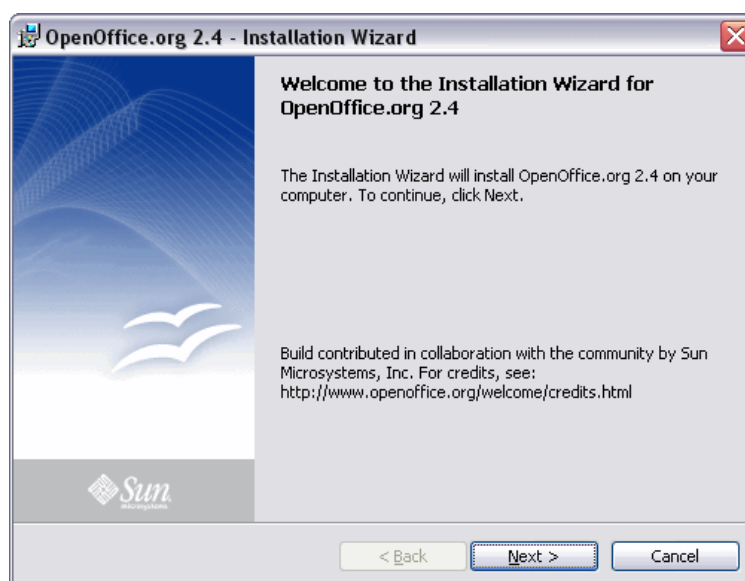 OpenOffice.org 2.4 - Installation Wizard
Welcome to the Installation Wizard for
OpenOffice.org 2.4
The Installation Wizard will install OpenOffice.org 2.4 on your
computer. To continue, click Next.
Build contributed in collaboration with the community by Sun
Microsystems, Inc. For credits, see:
http://www.openoffice.org/welcome/credits.html
Sun
microsystems
< Back
Next >
Cancel